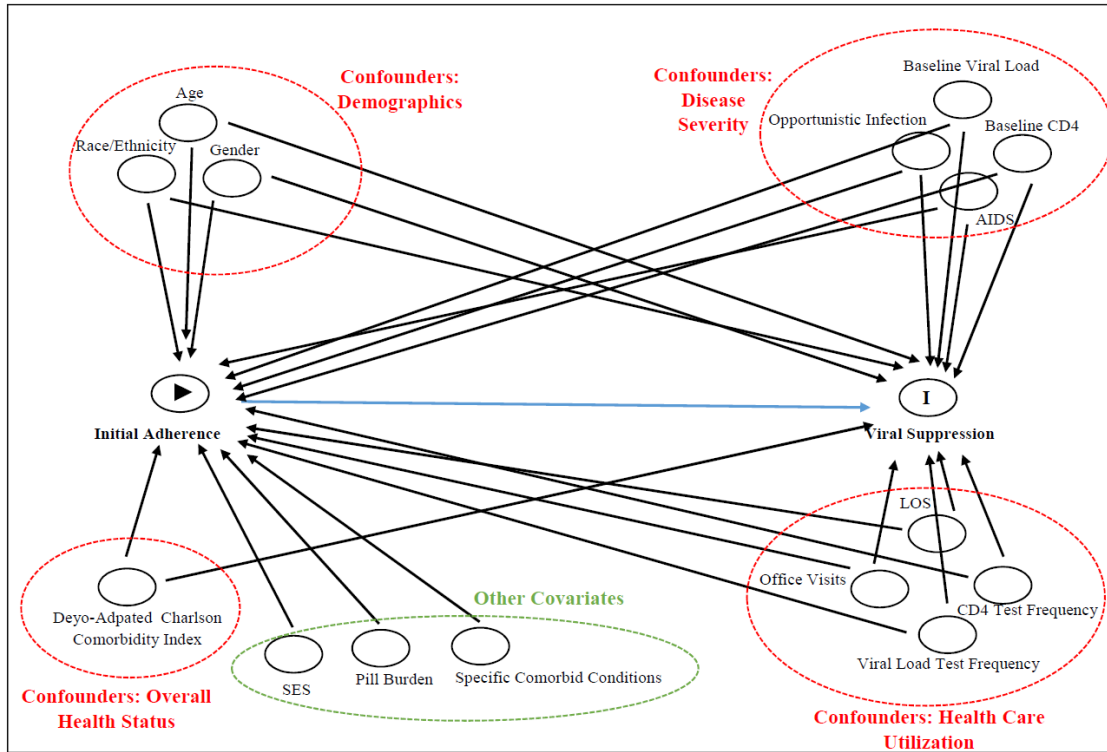 Confounders:
Demographics
Age
Race/Ethnicity
Gender
Confounders:
Disease
Severity
Baseline Viral Load
Opportunistic Infection
Baseline CD4
AIDS
Initial Adherence
I
Viral Suppression
Deyo-Adpated Charlson
Comorbidity Index
Confounders: Overall
Health Status
Other Covariates
SES
Pill Burden
Specific Comorbid Conditions
LOS
Office Visits
CD4 Test Frequency
Viral Load Test Frequency
Confounders: Health Care
Utilization